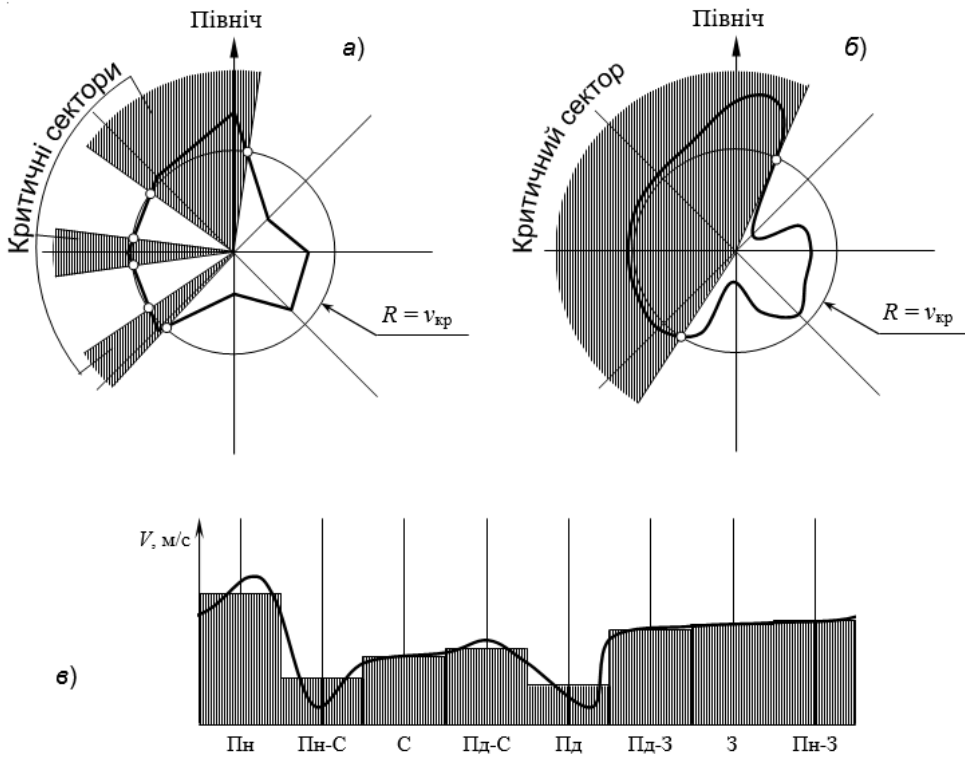 Північ
а)
Критичні сектори
R = vкр
Північ
б)
Критичний сектор
R = vкр
V, м/с
в)
Пн
Пн-С
С
Пд-С
Пд
Пд-З
З
Пн-З